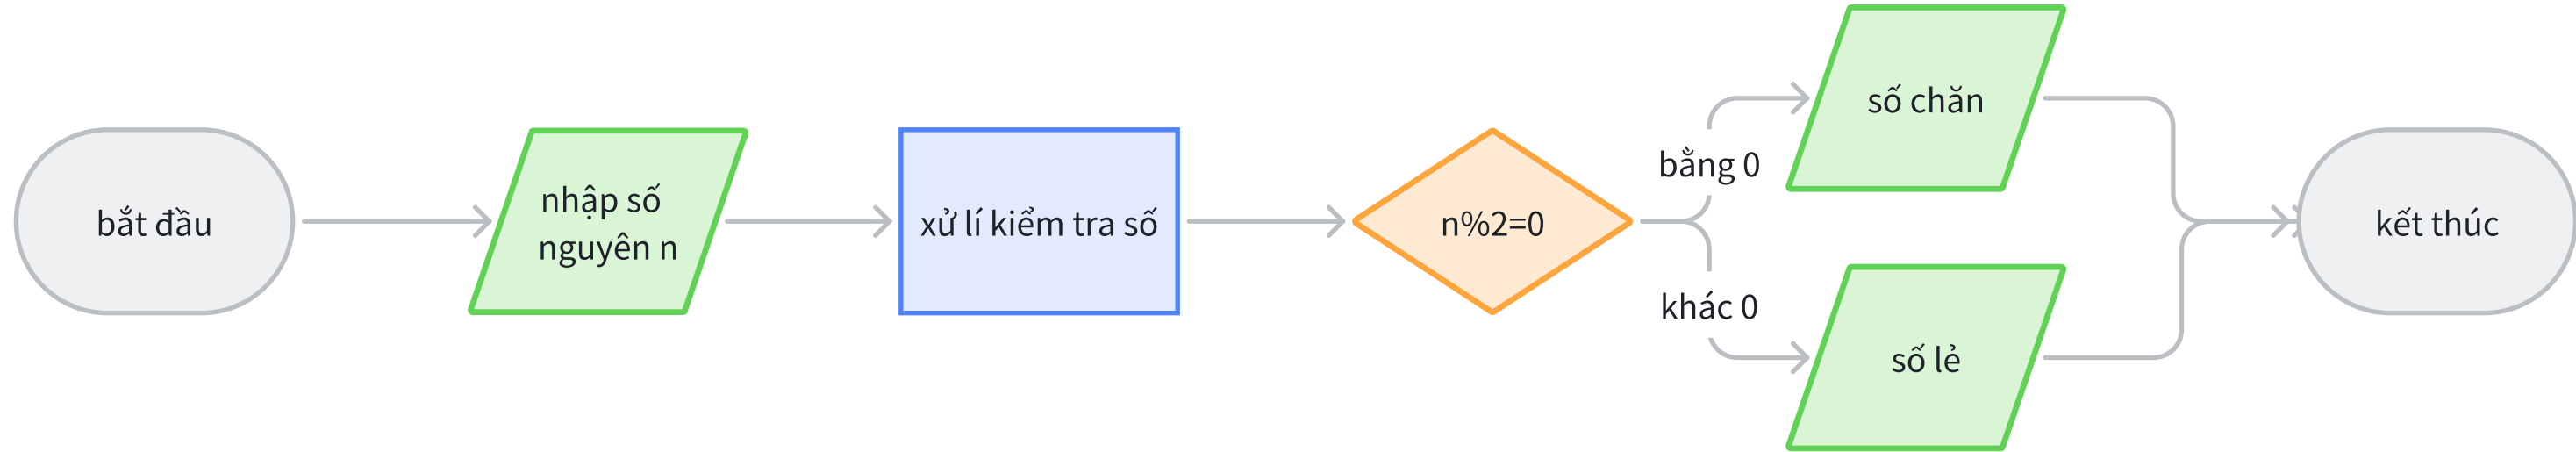 bắt đầu
nhập số
nguyên n
xử lí kiểm tra số
n%2=0
bằng 0
số chăn
khác 0
số lẻ
kết thúc